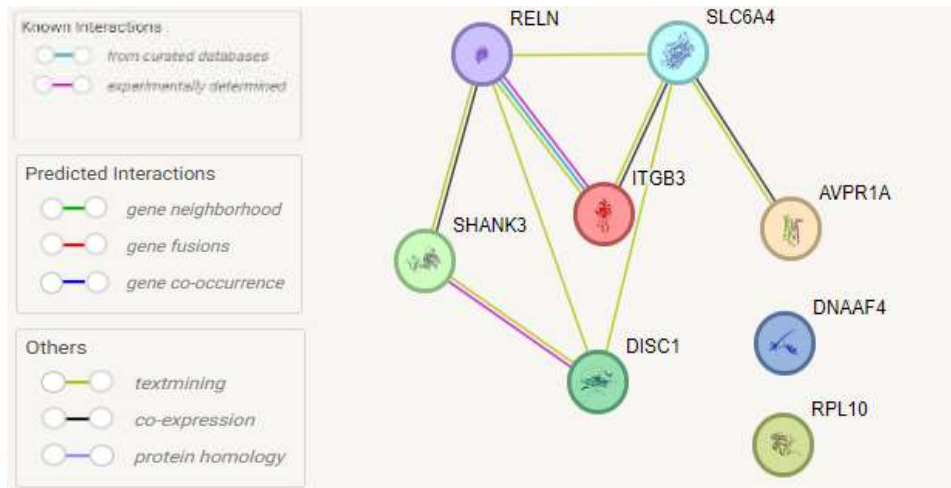 Known Interactions
from curated databases
experimentally determined
Predicted Interactions
gene neighborhood
gene fusions
gene co-occurrence
Others
textmining
co-expression
protein homology
RELN
SLC6A4
ITGB3
AVPR1A
SHANK3
DNAAF4
DISC1
RPL10